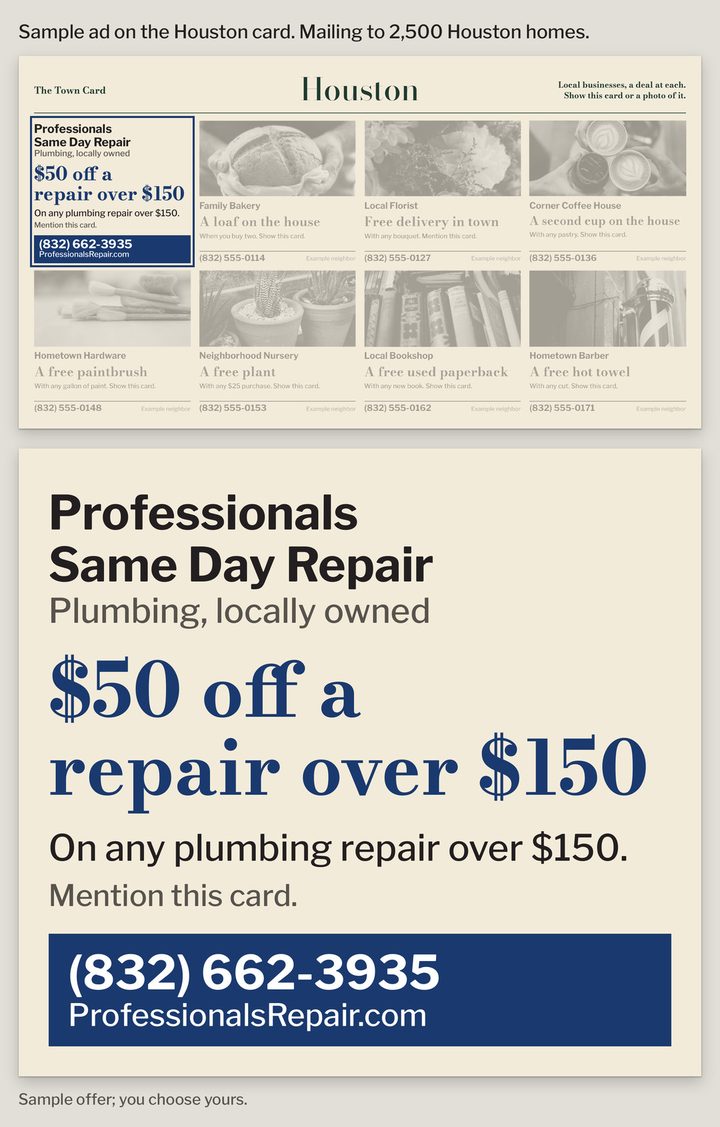 Sample ad on the Houston card. Mailing to 2,500 Houston homes.
The Town Card
Houston
Local businesses, a deal at each.
Show this card or a photo of it.
Professionals
Same Day Repair
Plumbing, locally owned
$50 off a
repair over $150
On any plumbing repair over $150.
Mention this card.
(832) 662-3935
ProfessionalsRepair.com
Family Bakery
A loaf on the house
When you buy two. Show this card.
(832) 555-0114
Example neighbor
Local Florist
Free delivery in town
With any bouquet. Mention this card.
(832) 555-0127
Example neighbor
Corner Coffee House
A second cup on the house
With any pastry. Show this card.
(832) 555-0136
Example neighbor
Hometown Hardware
A free paintbrush
With any gallon of paint. Show this card.
(832) 555-0148
Example neighbor
Neighborhood Nursery
A free plant
With any $25 purchase. Show this card.
(832) 555-0153
Example neighbor
Local Bookshop
A free used paperback
With any new book. Show this card.
(832) 555-0162
Example neighbor
Hometown Barber
A free hot towel
With any cut. Show this card.
(832) 555-0171
Example neighbor
Professionals
Same Day Repair
Plumbing, locally owned
$50 off a
repair over $150
On any plumbing repair over $150.
Mention this card.
(832) 662-3935
ProfessionalsRepair.com
Sample offer; you choose yours.